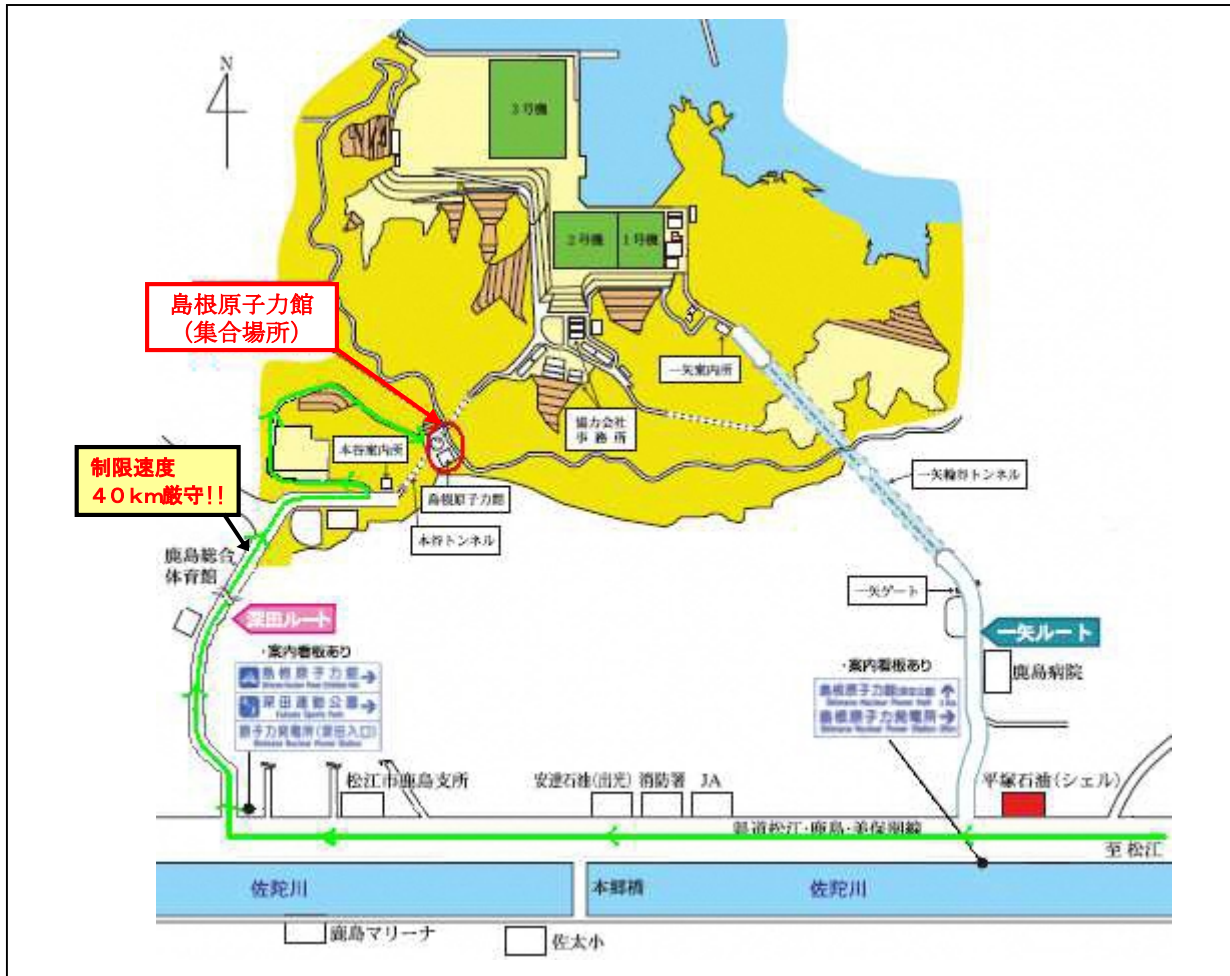 N
3号機
2号機
1号機
島根原子力館
(集合場所)
一矢案内所
協力会社
事務所
本谷案内所
制限速度
40km厳守!!
島根原子力館
一矢輪谷トンネル
本谷トンネル
鹿島総合
体育館
一矢ゲート
深田ルート
一矢ルート
・案内看板あり
島根原子力館→
深田運動公園→
原子力発電所(深田入口)
・案内看板あり
島根原子力館
島根原子力発電所→
鹿島病院
松江市鹿島支所
安達石油(出光)
消防署
JA
平塚石油(シェル)
県道松江・鹿島・美保関線
至 松江
佐陀川
本郷橋
佐陀川
鹿島マリーナ
佐太小